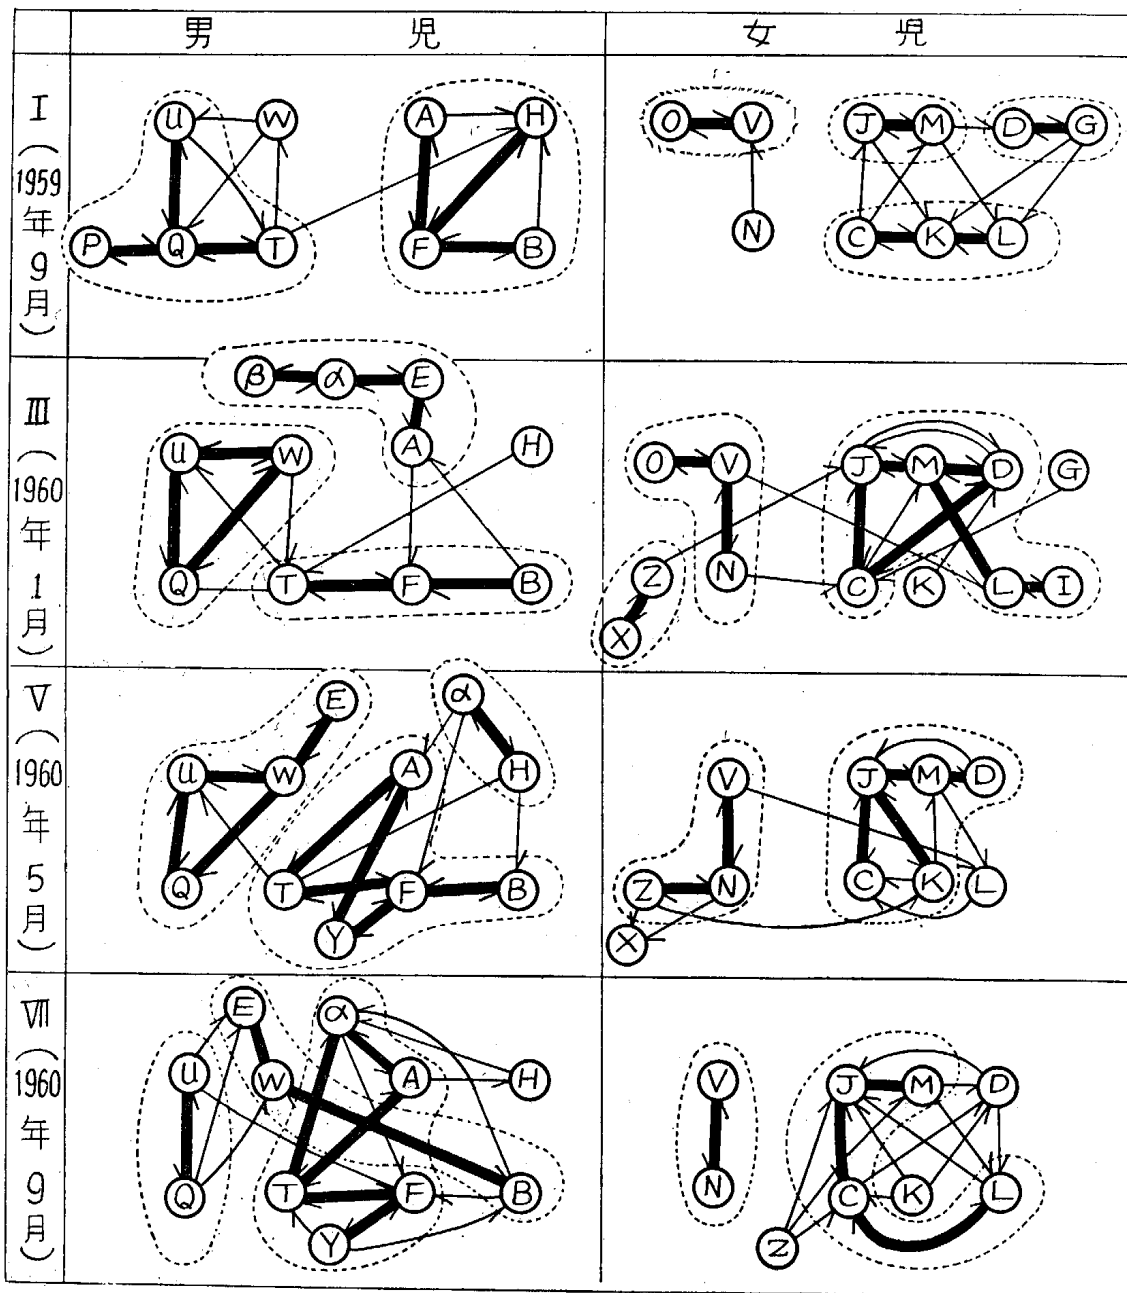 男 児 女 児
I（1959年9月）
U W A H
P Q T F B
O V J M D G
N C K L
III（1960年1月）
β α E
U W A H
Q T F B
O V J M D G
Z N C K L I
X
V（1960年5月）
E α
U W A H
Q T F B
Y
V J M D
Z N C K L
X
VII（1960年9月）
E α
U W A H
Q T F B
Y
V J M D
N C K L
Z